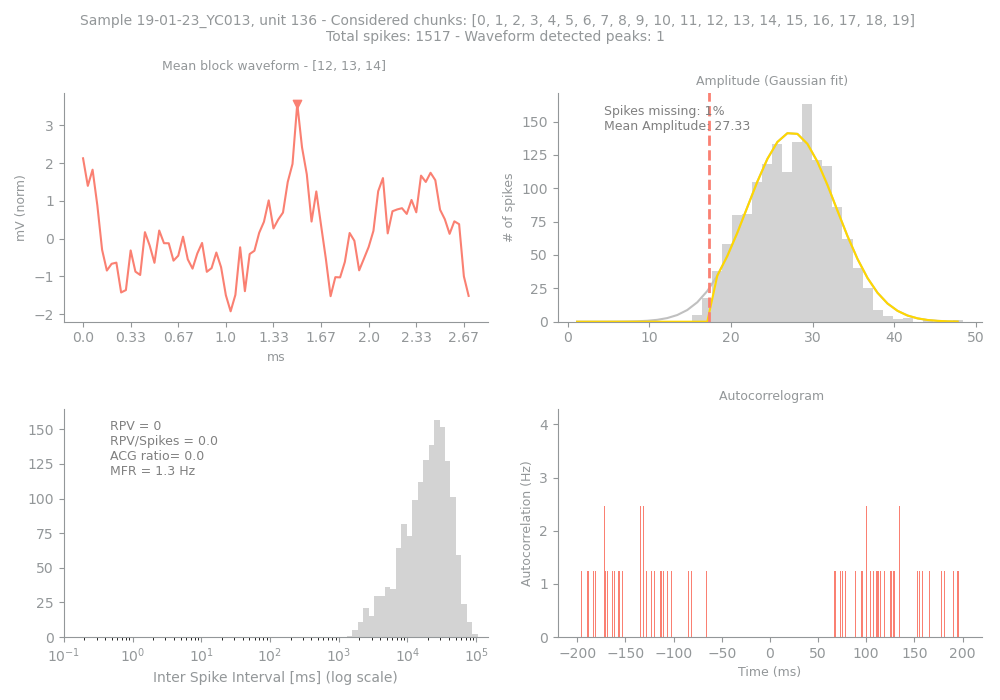 Sample 19-01-23_YC013, unit 136 - Considered chunks: [0, 1, 2, 3, 4, 5, 6, 7, 8, 9, 10, 11, 12, 13, 14, 15, 16, 17, 18, 19]
Total spikes: 1517 - Waveform detected peaks: 1
Mean block waveform - [12, 13, 14]
mV (norm)
3
2
1
0
−1
−2
0.0 0.33 0.67 1.0 1.33 1.67 2.0 2.33 2.67
ms
Amplitude (Gaussian fit)
Spikes missing: 1%
Mean Amplitude: 27.33
# of spikes
150
125
100
75
50
25
0
0 10 20 30 40 50
RPV = 0
RPV/Spikes = 0.0
ACG ratio= 0.0
MFR = 1.3 Hz
150
125
100
75
50
25
0
10⁻¹ 10⁰ 10¹ 10² 10³ 10⁴ 10⁵
Inter Spike Interval [ms] (log scale)
Autocorrelogram
Autocorrelation (Hz)
4
3
2
1
0
−200 −150 −100 −50 0 50 100 150 200
Time (ms)